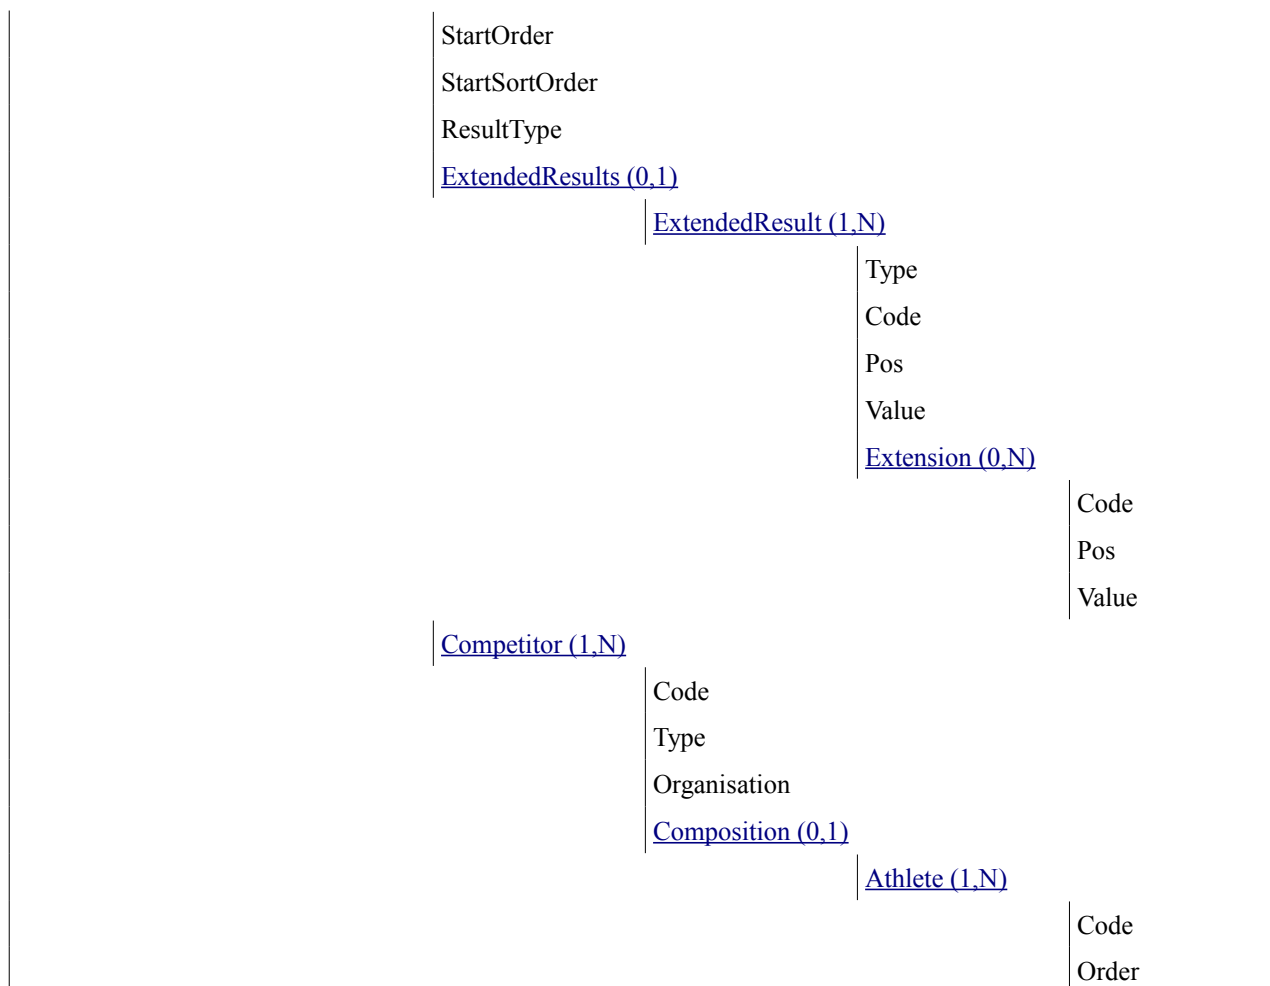 StartOrder
StartSortOrder
ResultType
ExtendedResults (0,1)
ExtendedResult (1,N)
Type
Code
Pos
Value
Extension (0,N)
Code
Pos
Value
Competitor (1,N)
Code
Type
Organisation
Composition (0,1)
Athlete (1,N)
Code
Order